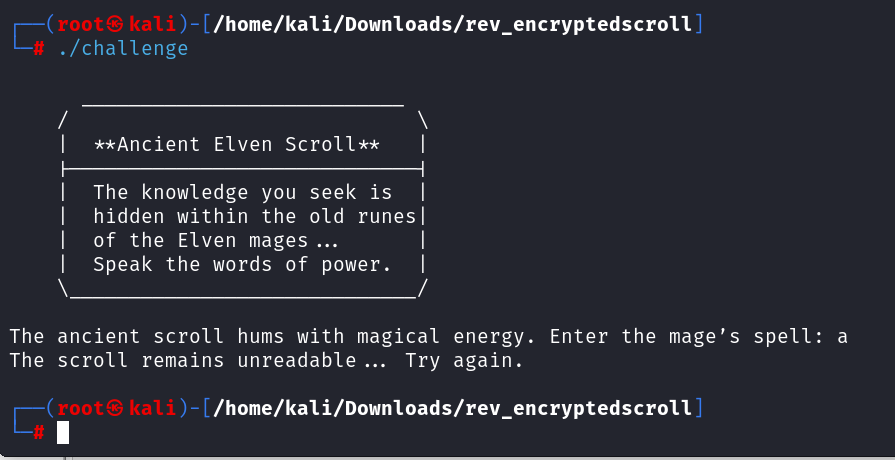 ┌──(root㉿kali)-[/home/kali/Downloads/rev_encryptedscroll]
└─# ./challenge
/ \
| **Ancient Elven Scroll** |
| The knowledge you seek is |
| hidden within the old runes|
| of the Elven mages... |
| Speak the words of power. |
\___________________________/
The ancient scroll hums with magical energy. Enter the mage’s spell: a
The scroll remains unreadable... Try again.
┌──(root㉿kali)-[/home/kali/Downloads/rev_encryptedscroll]
└─#